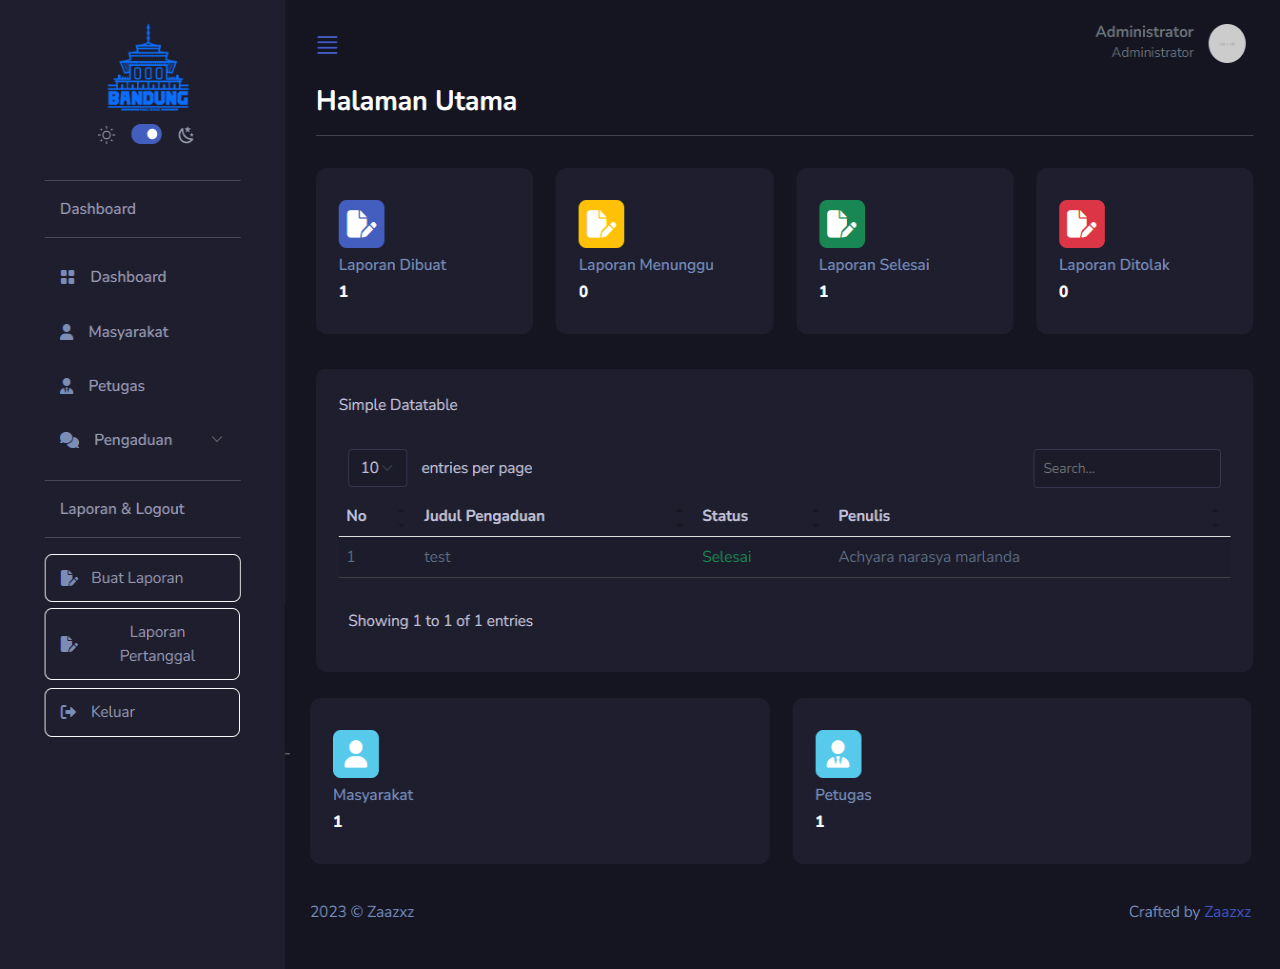 BANDUNG
Dashboard
Dashboard
Masyarakat
Petugas
Pengaduan
Laporan & Logout
Buat Laporan
Laporan
Pertanggal
Keluar
Administrator
Administrator
Halaman Utama
Laporan Dibuat
1
Laporan Menunggu
0
Laporan Selesai
1
Laporan Ditolak
0
Simple Datatable
10 entries per page
Search...
No Judul Pengaduan Status Penulis
1 test Selesai Achyara narasya marlanda
Showing 1 to 1 of 1 entries
Masyarakat
1
Petugas
1
2023 © Zaazxz
Crafted by Zaazxz